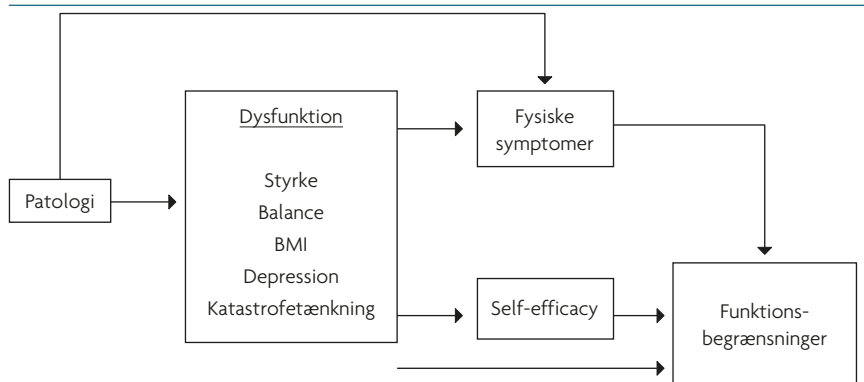 Patologi
Dysfunktion
Styrke
Balance
BMI
Depression
Katastrofetænkning
Fysiske
symptomer
Self-efficacy
Funktions-
begrænsninger